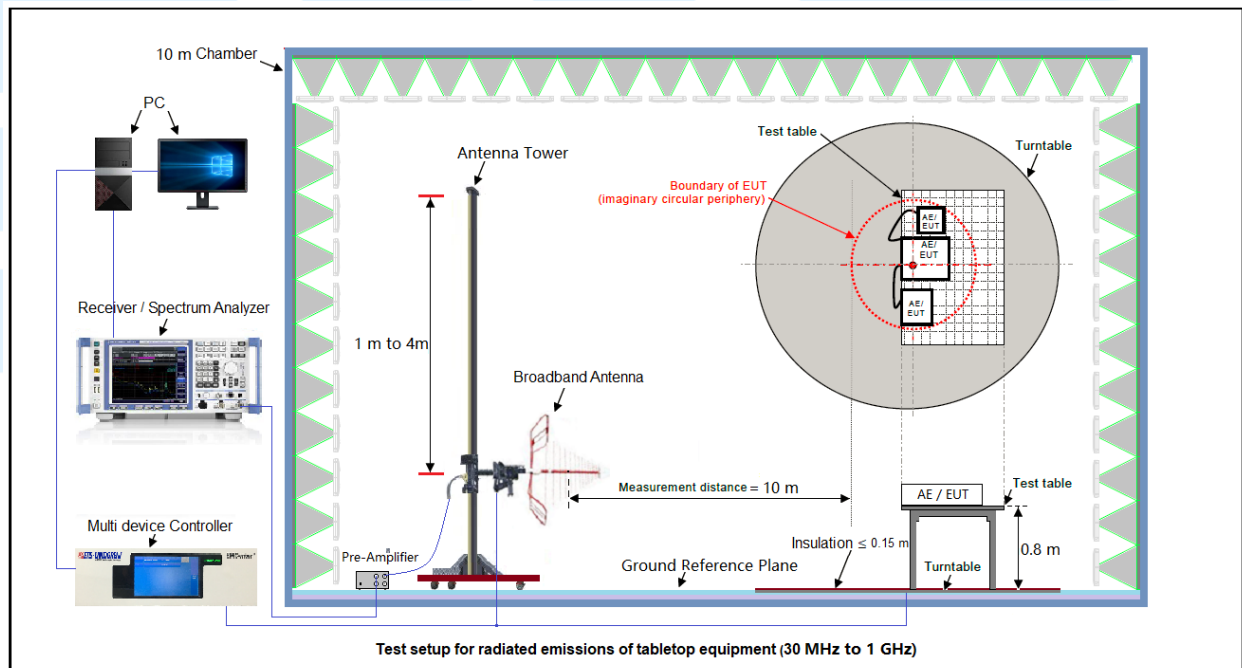 10 m Chamber
PC
Antenna Tower
Test table
Turntable
Boundary of EUT
(imaginary circular periphery)
AE/
EUT
AE/
EUT
AE/
EUT
Receiver / Spectrum Analyzer
1 m to 4m
Broadband Antenna
Measurement distance = 10 m
AE / EUT
Test table
Multi device Controller
Pre-Amplifier
Insulation ≤ 0.15 m
0.8 m
Ground Reference Plane
Turntable
Test setup for radiated emissions of tabletop equipment (30 MHz to 1 GHz)